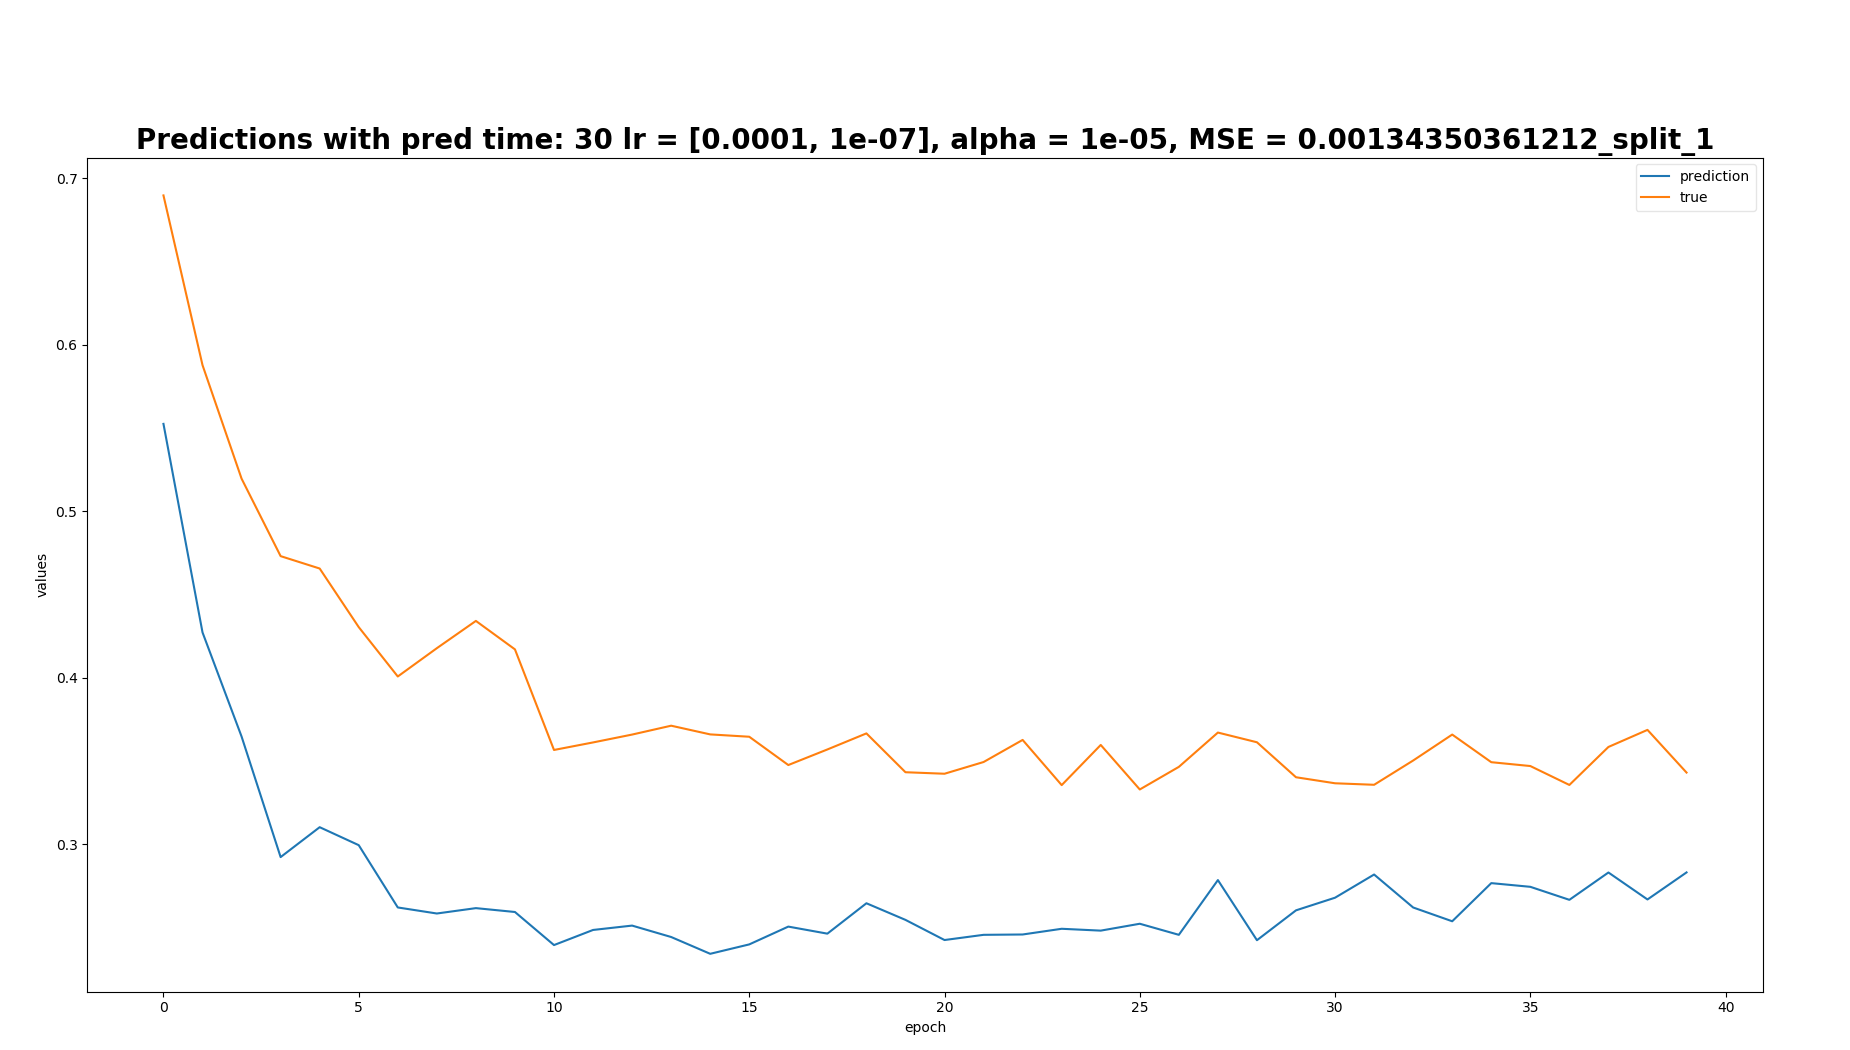 Predictions with pred time: 30 lr = [0.0001, 1e-07], alpha = 1e-05, MSE = 0.00134350361212_split_1
prediction
true
0.7
0.6
0.5
0.4
0.3
values
0 5 10 15 20 25 30 35 40
epoch